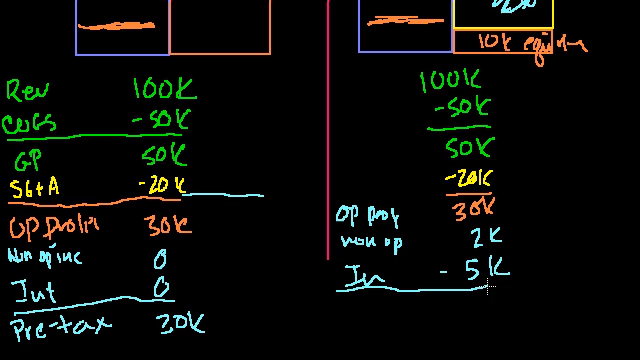 10k equi
Rev 100K
COGS -50K
GP 50K
SG+A -20K
OP profit 30K
Non op inc 0
Int 0
Pre-tax 30K
100K
-50K
50K
-20K
30K
OP prof
non op 2K
In - 5K